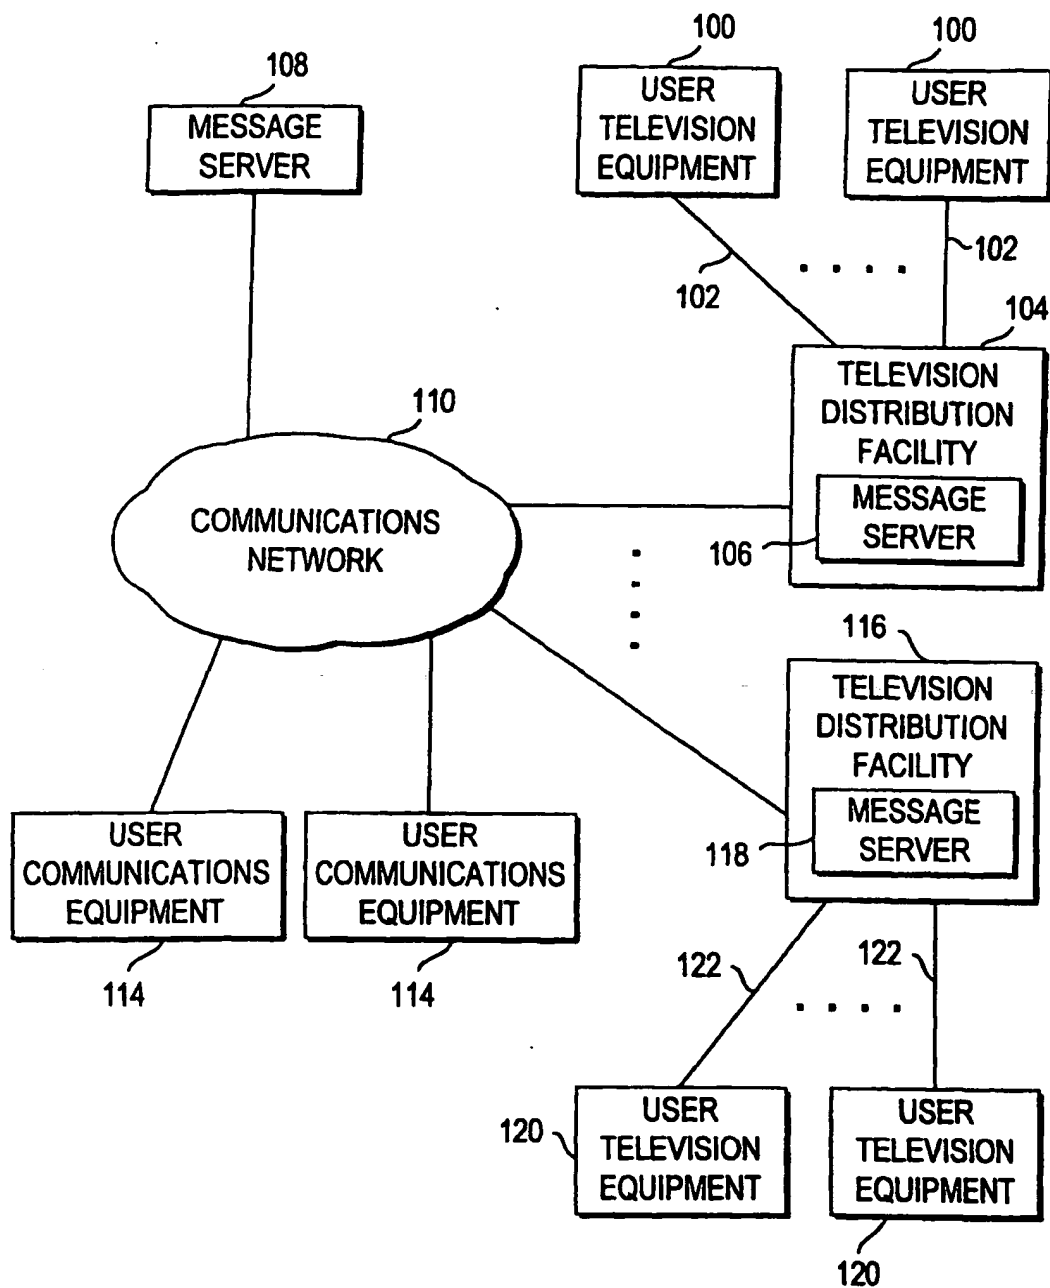 108
MESSAGE
SERVER
100
USER
TELEVISION
EQUIPMENT
100
USER
TELEVISION
EQUIPMENT
102
102
104
TELEVISION
DISTRIBUTION
FACILITY
MESSAGE
SERVER
106
110
COMMUNICATIONS
NETWORK
116
TELEVISION
DISTRIBUTION
FACILITY
MESSAGE
SERVER
118
USER
COMMUNICATIONS
EQUIPMENT
114
USER
COMMUNICATIONS
EQUIPMENT
114
122
122
120
USER
TELEVISION
EQUIPMENT
USER
TELEVISION
EQUIPMENT
120